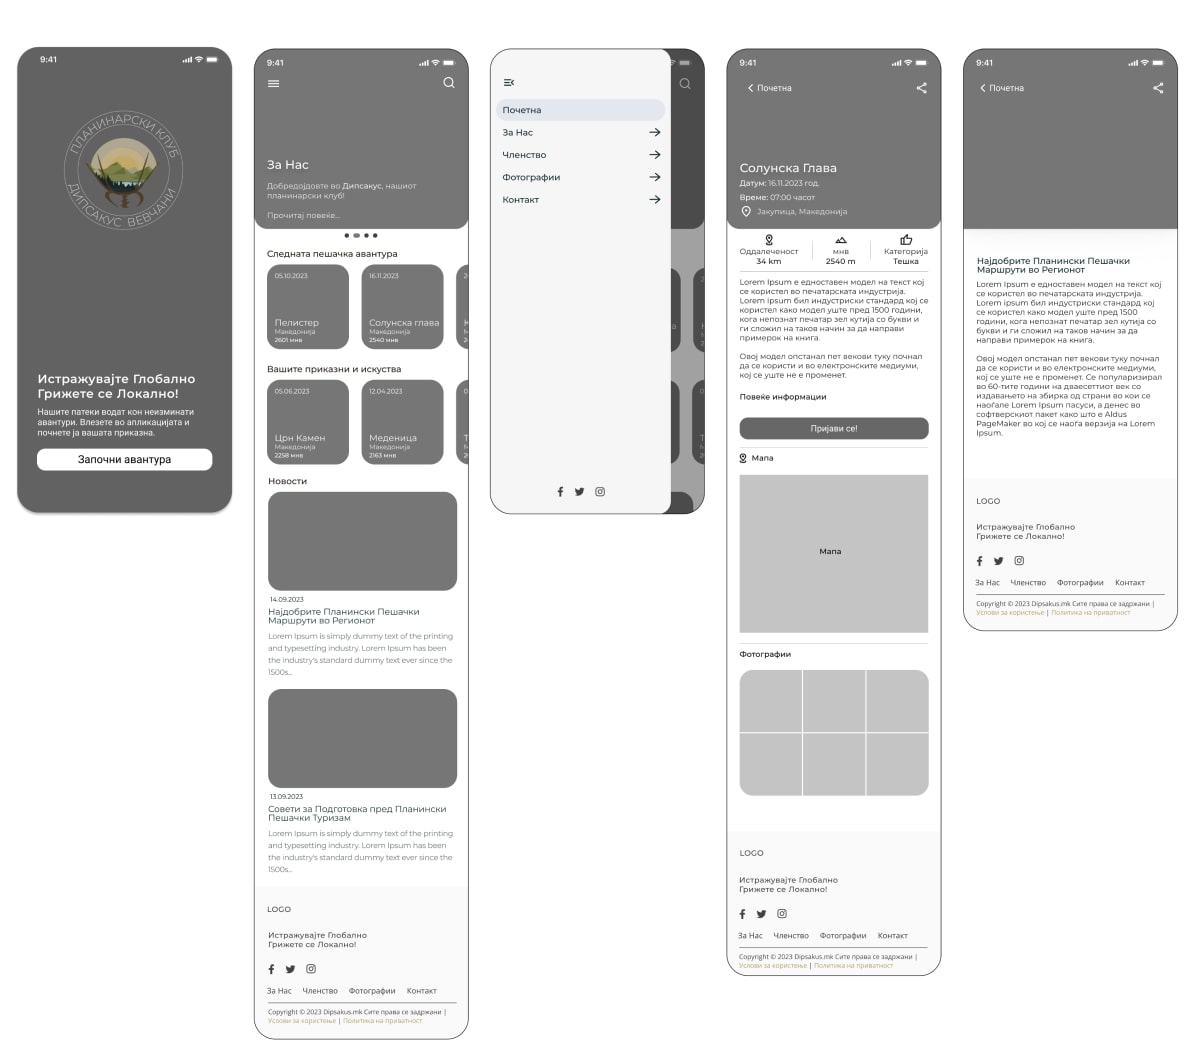 9:41
ПЛАНИНАРСКИ КЛУБ
ДИПСАКУС ВЕВЧАНИ
Истражувајте Глобално
Грижете се Локално!
Нашите патеки водат кон неизминати
авантури. Влезете во апликацијата и
почнете ја вашата приказна.
Започни авантура
9:41
За Нас
Добредојдовте во Дипсакус, нашиот
планинарски клуб!
Прочитај повеќе...
Следната пешачка авантура
05.10.2023
Пелистер
Македонија
2601 мнв
16.11.2023
Солунска глава
Македонија
2540 мнв
Вашите приказни и искуства
05.06.2023
Црн Камен
Македонија
2258 мнв
12.04.2023
Меденица
Македонија
2163 мнв
Новости
14.09.2023
Најдобрите Планински Пешачки
Маршрути во Регионот
Lorem Ipsum is simply dummy text of the printing
and typesetting industry. Lorem Ipsum has been
the industry's standard dummy text ever since the
1500s...
13.09.2023
Совети за Подготовка пред Планински
Пешачки Туризам
Lorem Ipsum is simply dummy text of the printing
and typesetting industry. Lorem Ipsum has been
the industry's standard dummy text ever since the
1500s...
LOGO
Истражувајте Глобално
Грижете се Локално!
За Нас Членство Фотографии Контакт
Copyright © 2023 Dipsakus.mk Сите права се задржани |
Услови за користење | Политика на приватност
Почетна
За Нас
Членство
Фотографии
Контакт
9:41
Почетна
Солунска Глава
Датум: 16.11.2023 год.
Време: 07:00 часот
Јакупица, Македонија
Оддалеченост
34 km
мнв
2540 m
Категорија
Тешка
Lorem Ipsum е едноставен модел на текст кој
се користел во печатарската индустрија.
Lorem ipsum бил индустриски стандард кој се
користел како модел уште пред 1500 години,
кога непознат печатар зел кутија со букви и
ги сложил на таков начин за да направи
примерок на книга.
Овој модел опстанал пет векови туку почнал
да се користи и во електронските медиуми,
кој се уште не е променет.
Повеќе информации
Пријави се!
Мапа
Мапа
Фотографии
LOGO
Истражувајте Глобално
Грижете се Локално!
За Нас Членство Фотографии Контакт
Copyright © 2023 Dipsakus.mk Сите права се задржани |
Услови за користење | Политика на приватност
9:41
Почетна
Најдобрите Планински Пешачки
Маршрути во Регионот
Lorem Ipsum е едноставен модел на текст кој
се користел во печатарската индустрија.
Lorem ipsum бил индустриски стандард кој
се користел како модел уште пред 1500
години, кога непознат печатар зел кутија со
букви и ги сложил на таков начин за да
направи примерок на книга.
Овој модел опстанал пет векови туку почнал
да се користи и во електронските медиуми,
кој се уште не е променет. Се популаризирал
во 60-тите години на дваесеттиот век со
издавањето на збирка од страни во кои се
наоѓале Lorem Ipsum пасуси, а денес во
софтверскиот пакет како што е Aldus
PageMaker во кој се наоѓа верзија на Lorem
Ipsum.
LOGO
Истражувајте Глобално
Грижете се Локално!
За Нас Членство Фотографии Контакт
Copyright © 2023 Dipsakus.mk Сите права се задржани |
Услови за користење | Политика на приватност